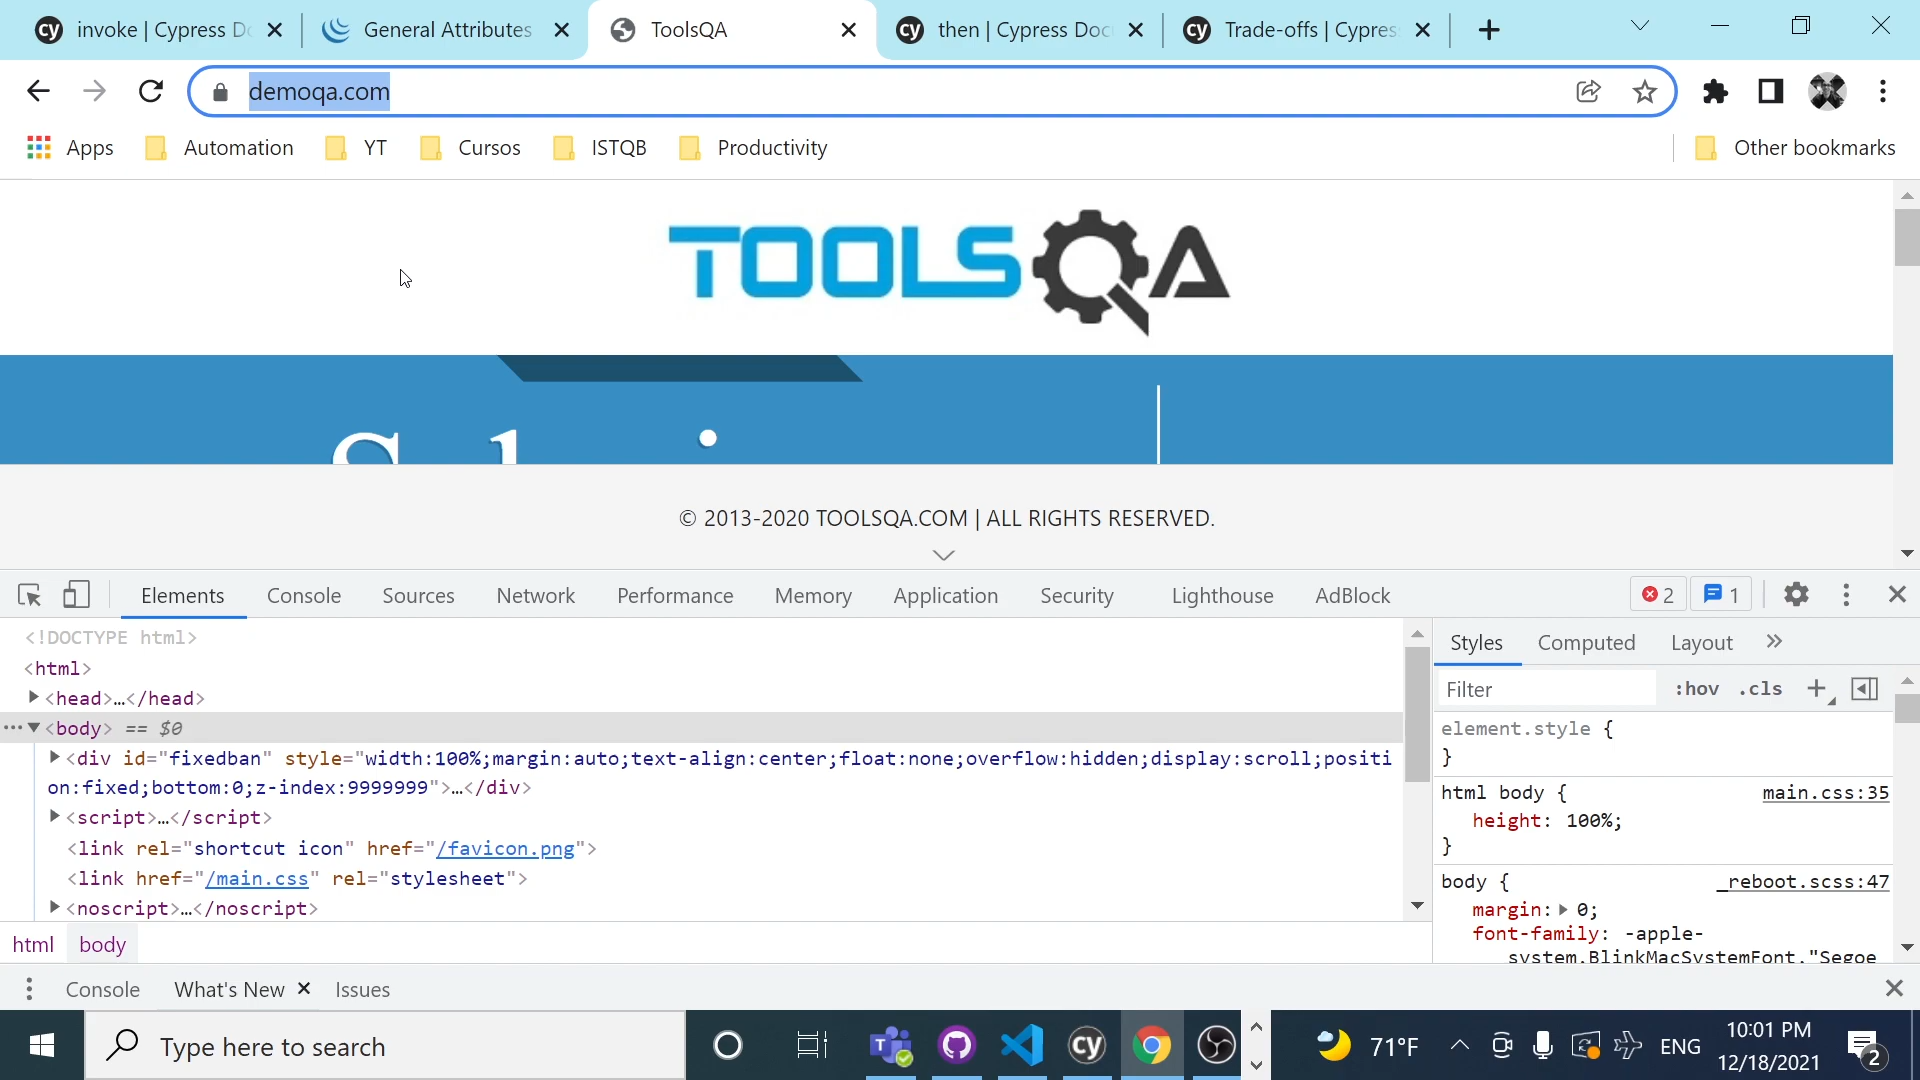 invoke | Cypress Do
General Attributes
ToolsQA
then | Cypress Doc
Trade-offs | Cypres
demoqa.com
Apps
Automation
YT
Cursos
ISTQB
Productivity
Other bookmarks
TOOLSQA
© 2013-2020 TOOLSQA.COM | ALL RIGHTS RESERVED.
Elements
Console
Sources
Network
Performance
Memory
Application
Security
Lighthouse
AdBlock
2
1
<!DOCTYPE html>
<html>
<head>…</head>
<body> == $0
<div id="fixedban" style="width:100%;margin:auto;text-align:center;float:none;overflow:hidden;display:scroll;positi
on:fixed;bottom:0;z-index:9999999">…</div>
<script>…</script>
<link rel="shortcut icon" href="/favicon.png">
<link href="/main.css" rel="stylesheet">
<noscript>…</noscript>
html
body
Styles
Computed
Layout
Filter
:hov
.cls
element.style {
}
html body {
main.css:35
height: 100%;
}
body {
_reboot.scss:47
margin: 0;
font-family: -apple-
system,BlinkMacSystemFont,"Segoe
Console
What's New
Issues
Type here to search
71°F
ENG
10:01 PM
12/18/2021
2